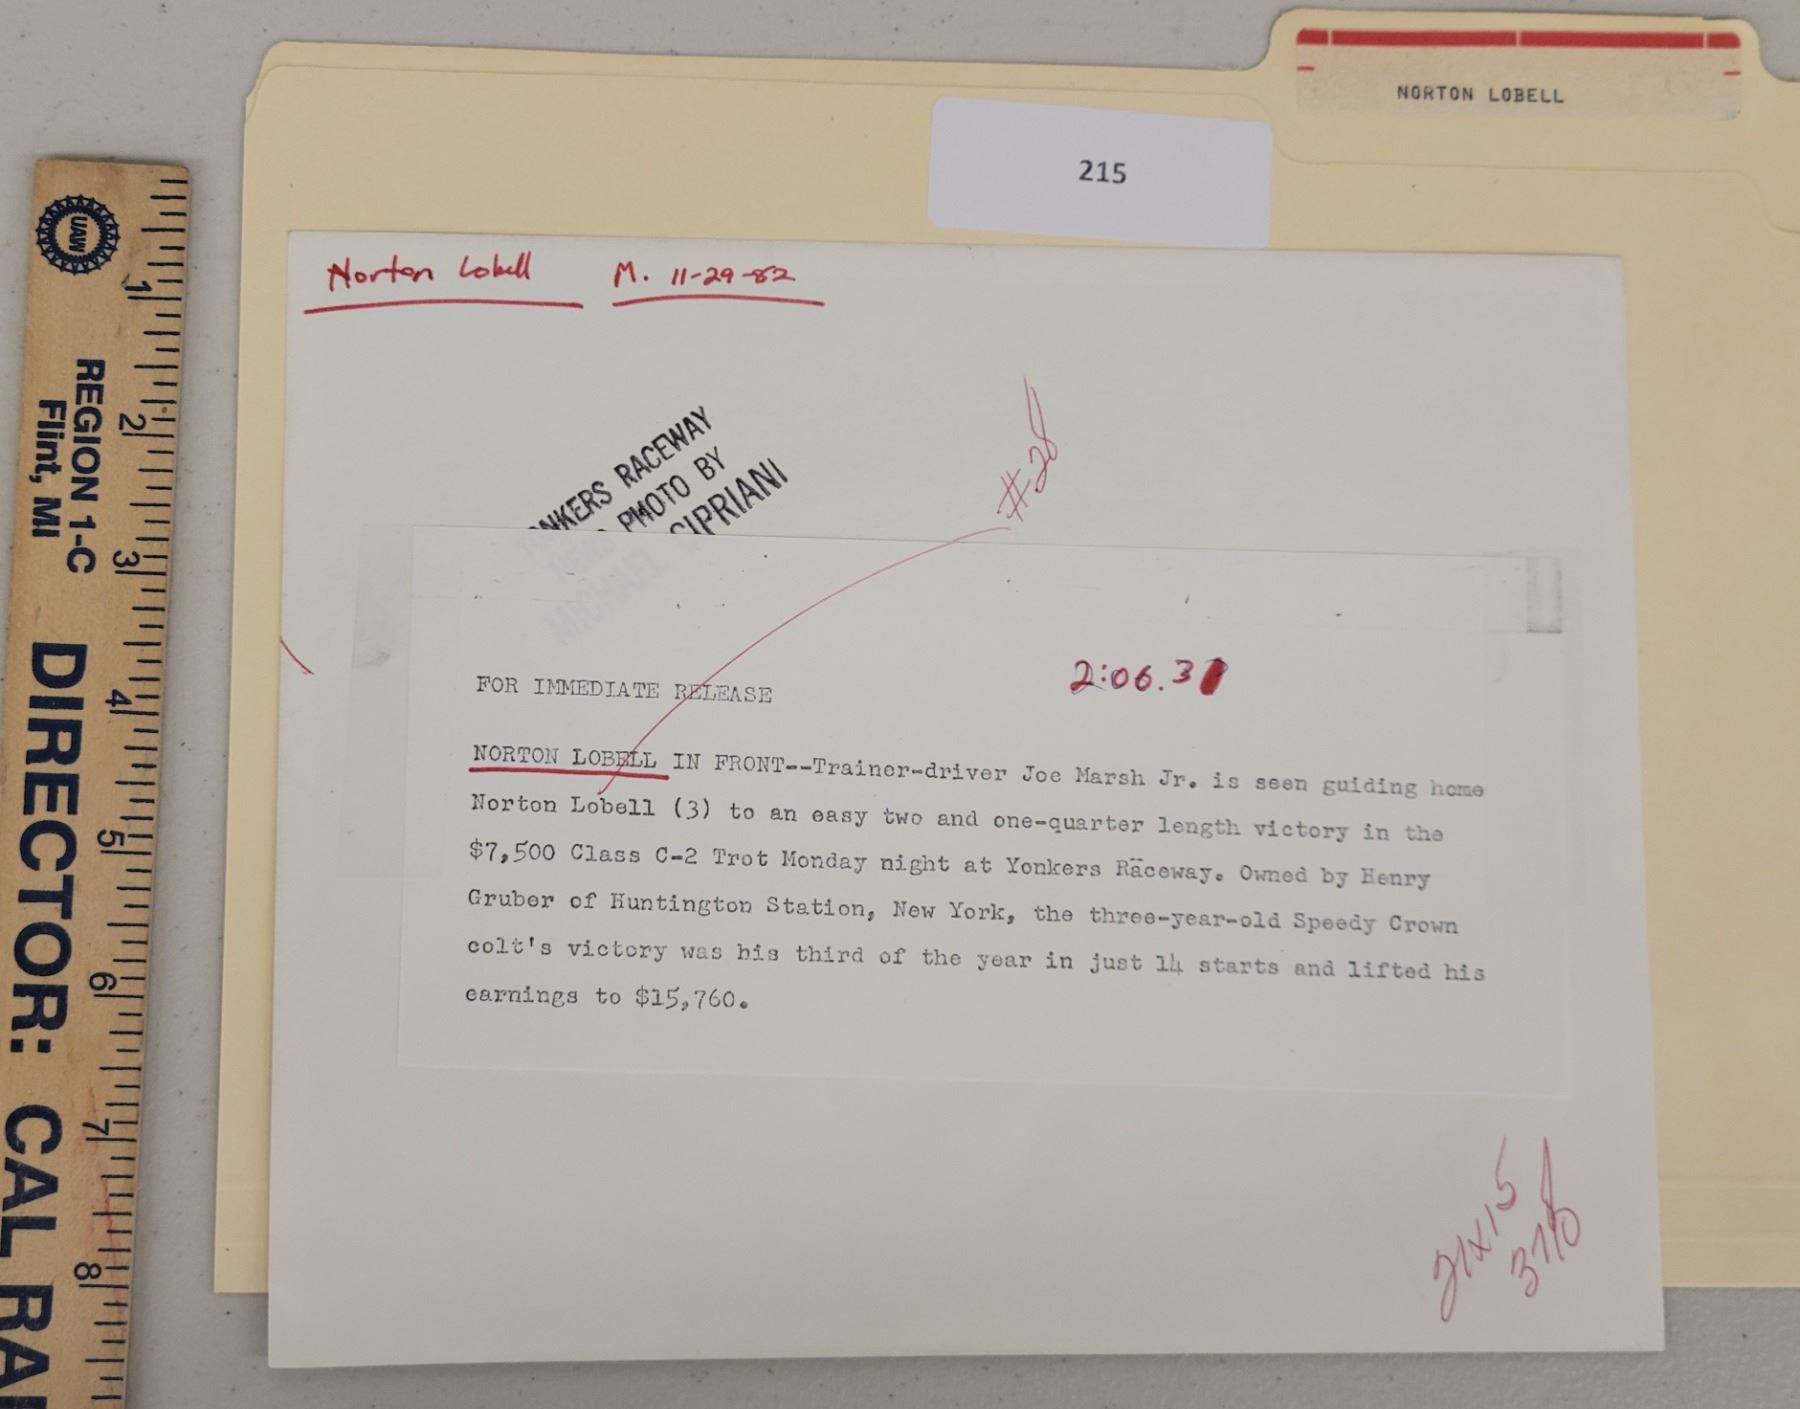 NORTON LOBELL
215
Norton Lobell M. 11-29-82
NKERS RACEWAY
PHOTO BY
CIPRIANI
MICHAEL
FOR IMMEDIATE RELEASE
2:06.3
NORTON LOBELL IN FRONT--Trainer-driver Joe Marsh Jr. is seen guiding home
Norton Lobell (3) to an easy two and one-quarter length victory in the
$7,500 Class C-2 Trot Monday night at Yonkers Raceway. Owned by Henry
Gruber of Huntington Station, New York, the three-year-old Speedy Crown
colt's victory was his third of the year in just 14 starts and lifted his
earnings to $15,760.
21x15
UAW
REGION 1-C
Flint, MI
DIRECTOR: CAL RA
1
2
3
4
5
6
7
8